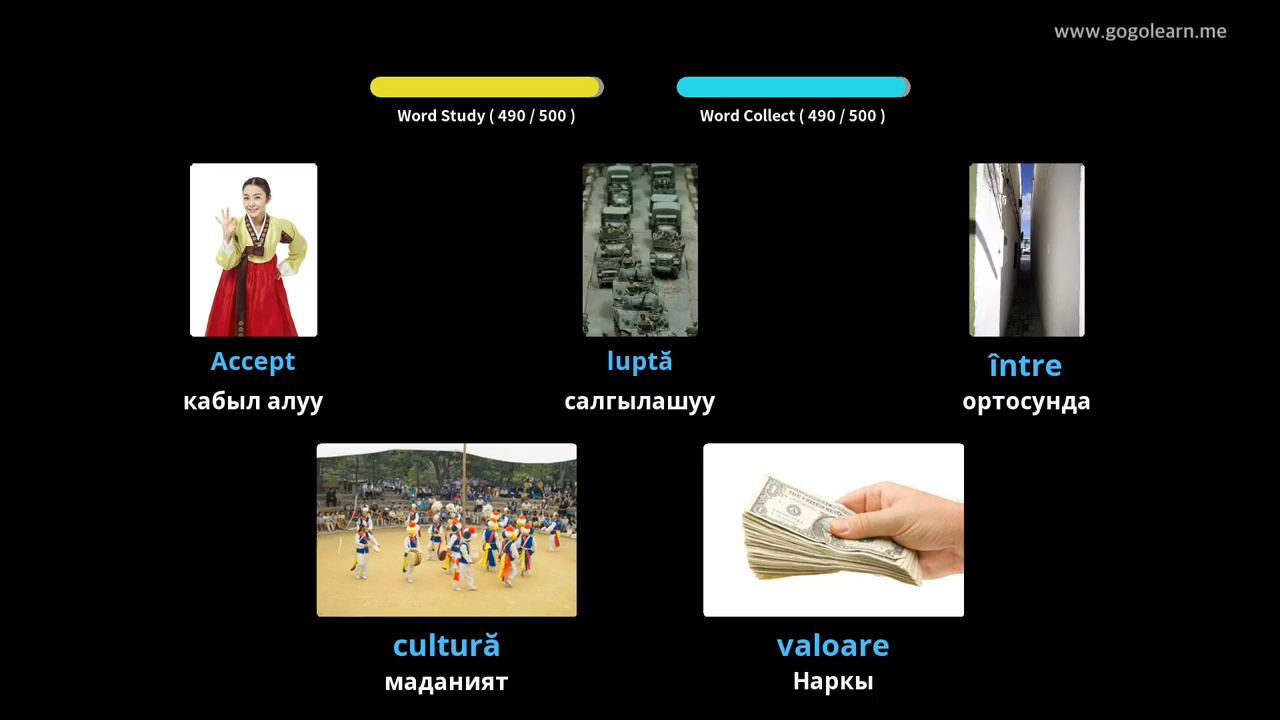 www.gogolearn.me
Word Study ( 490 / 500 )
Word Collect ( 490 / 500 )
Accept
кабыл алуу
luptă
салгылашуу
între
ортосунда
cultură
маданият
valoare
Наркы